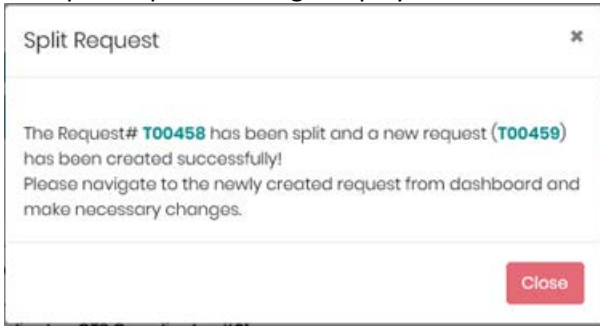 Split Request
×
The Request# T00458 has been split and a new request (T00459)
has been created successfully!
Please navigate to the newly created request from dashboard and
make necessary changes.
Close